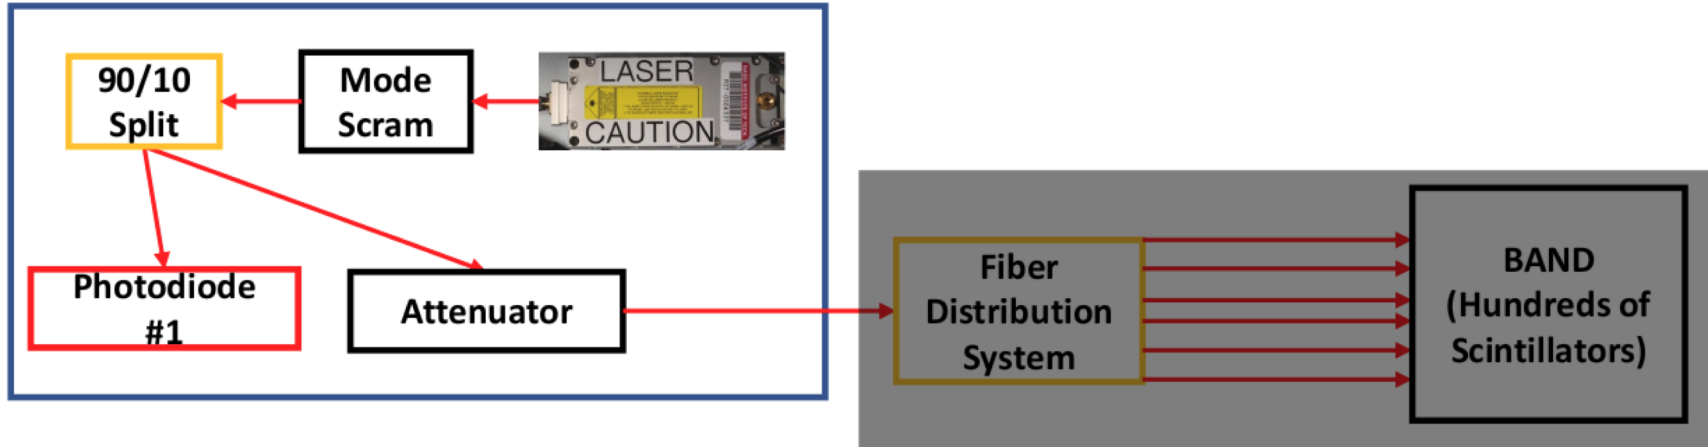 90/10
Split
Mode
Scram
LASER
CAUTION
Photodiode
#1
Attenuator
Fiber
Distribution
System
BAND
(Hundreds of
Scintillators)